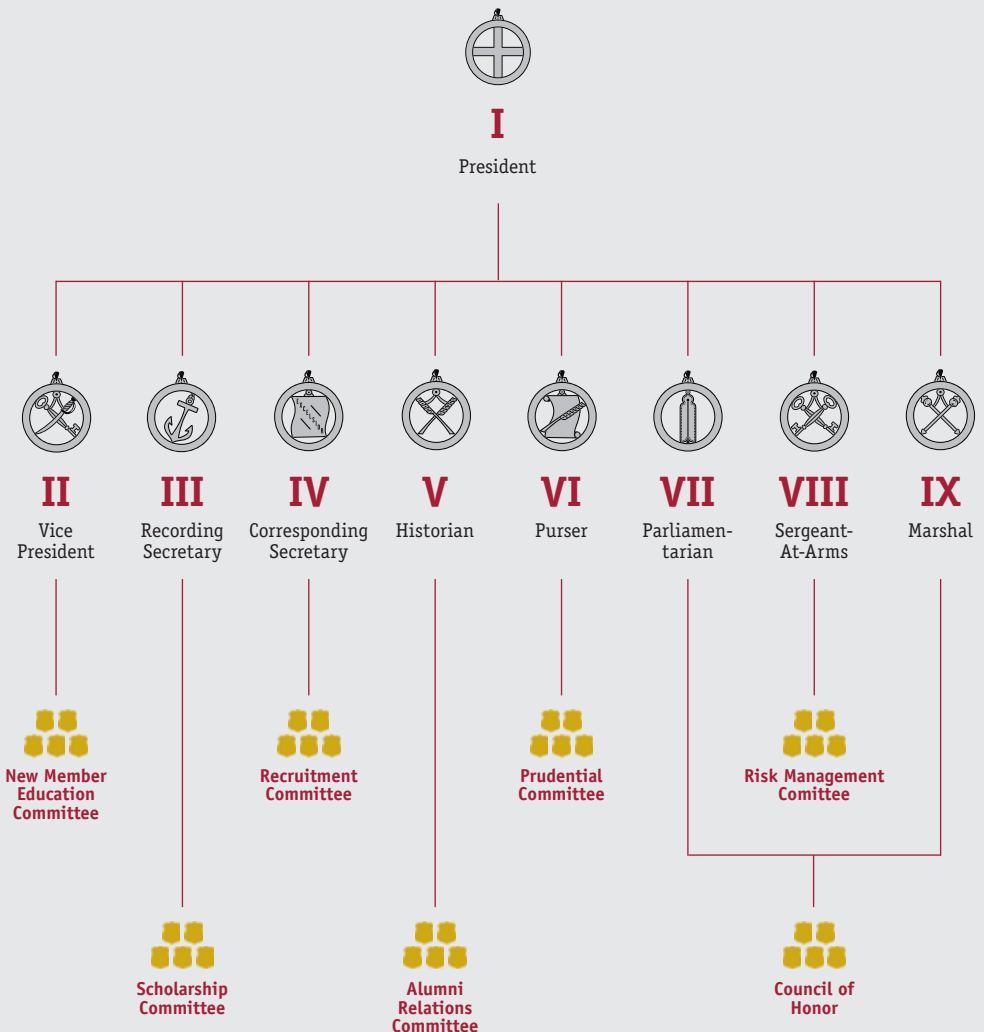 I
President
II
III
IV
V
VI
VII
VIII
IX
Vice
President
Recording
Secretary
Corresponding
Secretary
Historian
Purser
Parliamen-
tarian
Sergeant-
At-Arms
Marshal
EXCELSIOR
New Member
Education
Committee
Recruitment
Committee
Prudential
Committee
Risk Management
Comittee
Scholarship
Committee
Alumni
Relations
Committee
Council of
Honor